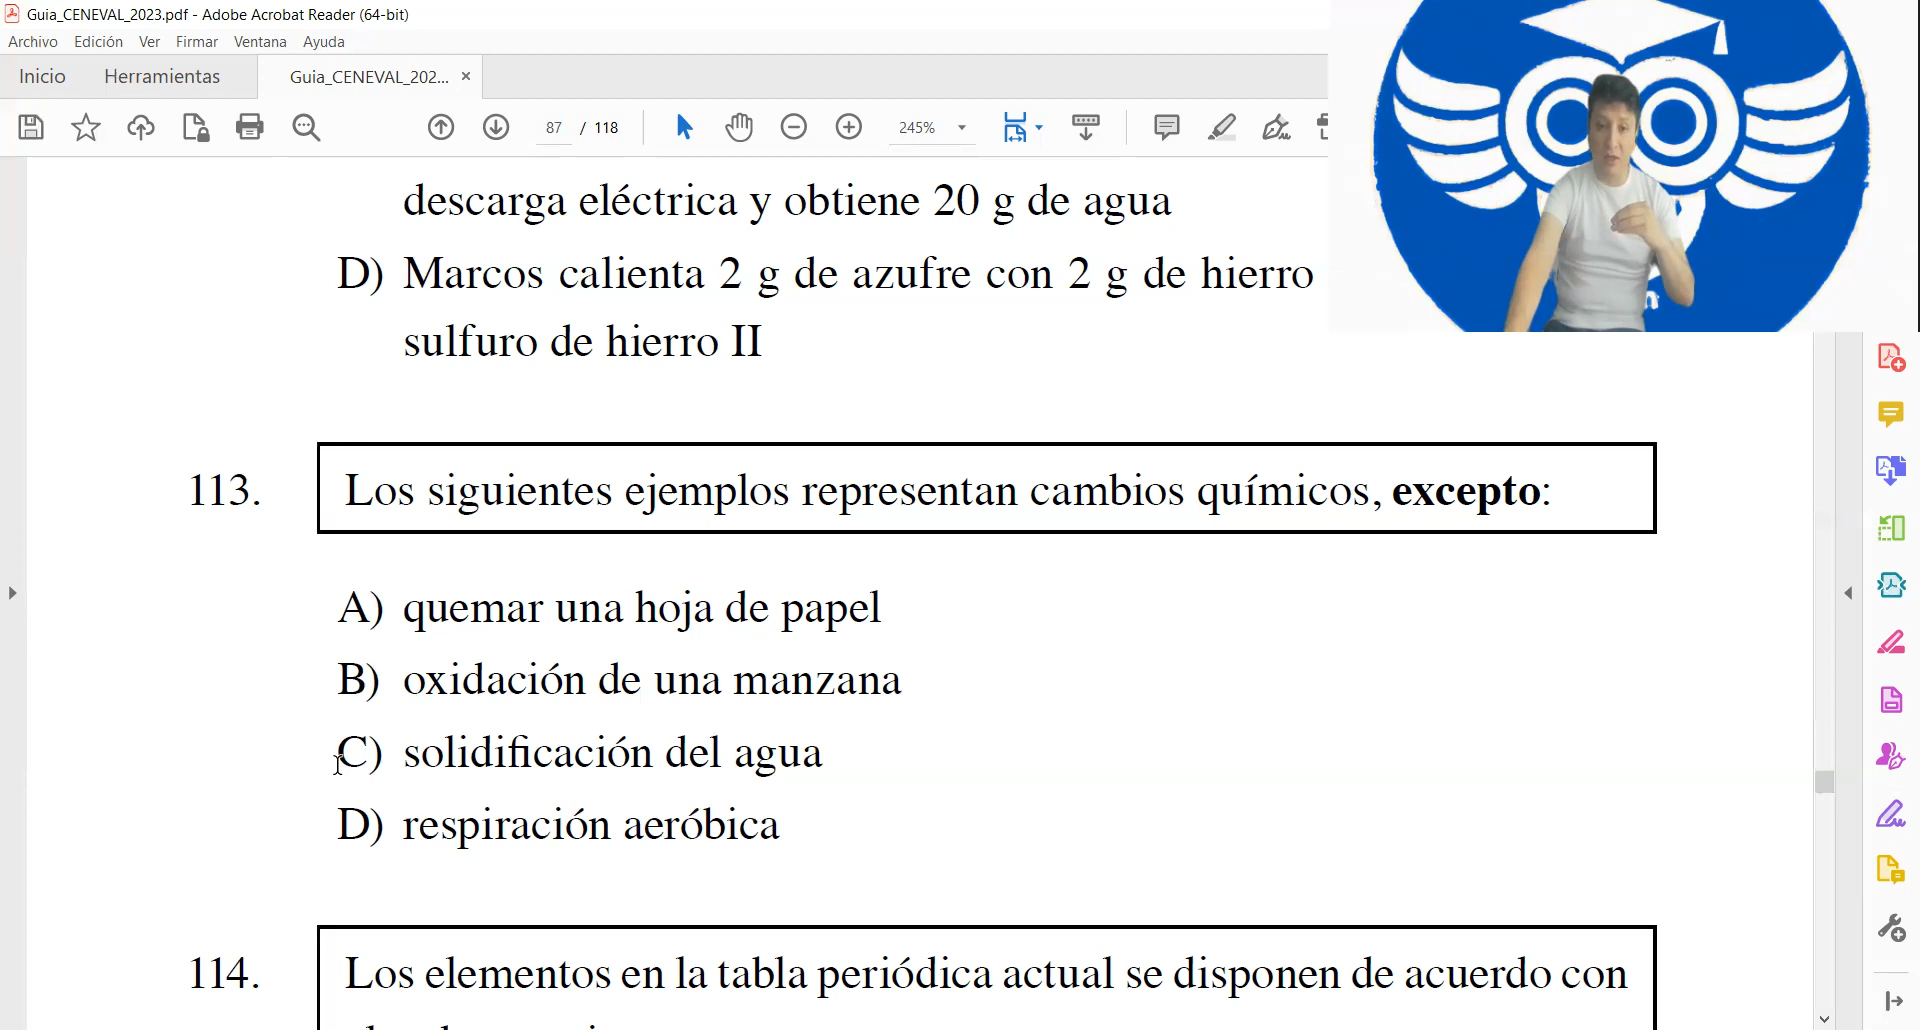 Guia_CENEVAL_2023.pdf - Adobe Acrobat Reader (64-bit)
Archivo Edición Ver Firmar Ventana Ayuda
Inicio Herramientas Guia_CENEVAL_202... ×
87 / 118 245%
descarga eléctrica y obtiene 20 g de agua
D) Marcos calienta 2 g de azufre con 2 g de hierro
sulfuro de hierro II
113. Los siguientes ejemplos representan cambios químicos, excepto:
A) quemar una hoja de papel
B) oxidación de una manzana
C) solidificación del agua
D) respiración aeróbica
114. Los elementos en la tabla periódica actual se disponen de acuerdo con